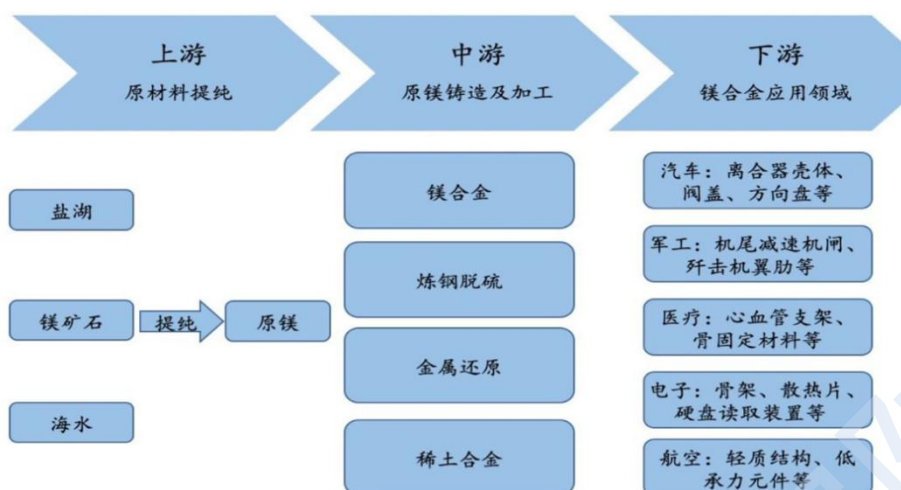 上游
原材料提纯
中游
原镁铸造及加工
下游
镁合金应用领域
盐湖
镁矿石
提纯
原镁
海水
镁合金
炼钢脱硫
金属还原
稀土合金
汽车：离合器壳体、
阀盖、方向盘等
军工：机尾减速机闸、
歼击机翼肋等
医疗：心血管支架、
骨固定材料等
电子：骨架、散热片、
硬盘读取装置等
航空：轻质结构、低
承力元件等